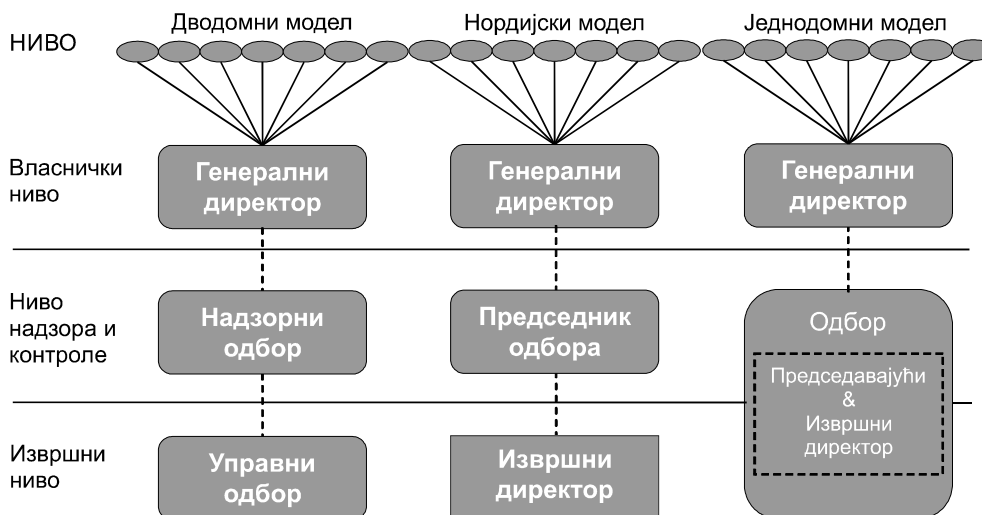 НИВО
Дводомни модел
Нордијски модел
Једнодомни модел
Власнички
ниво
Генерални
директор
Генерални
директор
Генерални
директор
Ниво
надзора и
контроле
Надзорни
одбор
Председник
одбора
Одбор
Председавајући
&
Извршни
директор
Извршни
ниво
Управни
одбор
Извршни
директор